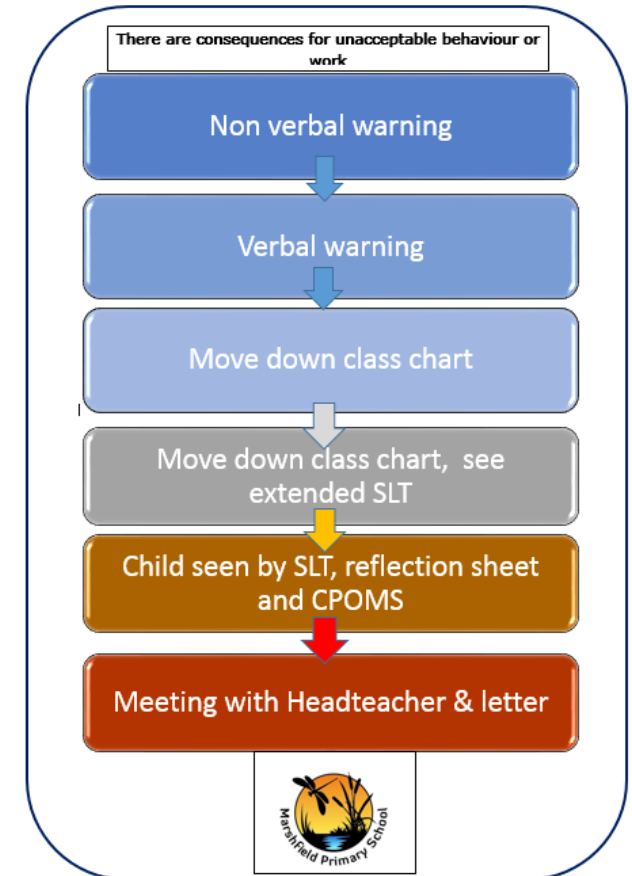 There are consequences for unacceptable behaviour or
work
Non verbal warning
Verbal warning
Move down class chart
Move down class chart, see
extended SLT
Child seen by SLT, reflection sheet
and CPOMS
Meeting with Headteacher & letter
Marshfield Primary School